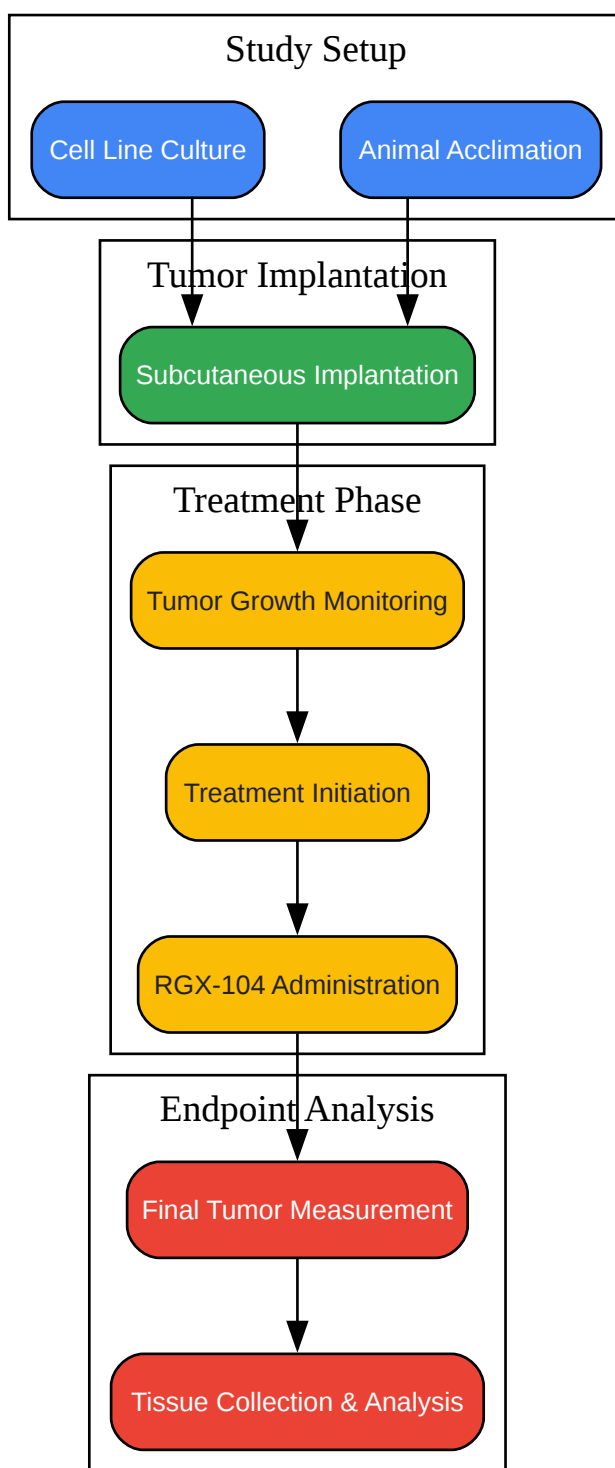 Study Setup
Cell Line Culture
Animal Acclimation
Tumor Implantation
Subcutaneous Implantation
Treatment Phase
Tumor Growth Monitoring
Treatment Initiation
RGX-104 Administration
Endpoint Analysis
Final Tumor Measurement
Tissue Collection & Analysis